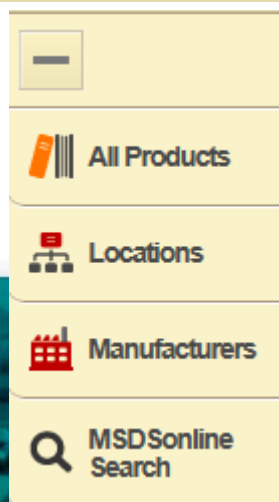 All Products
Locations
Manufacturers
MSDSonline
Search